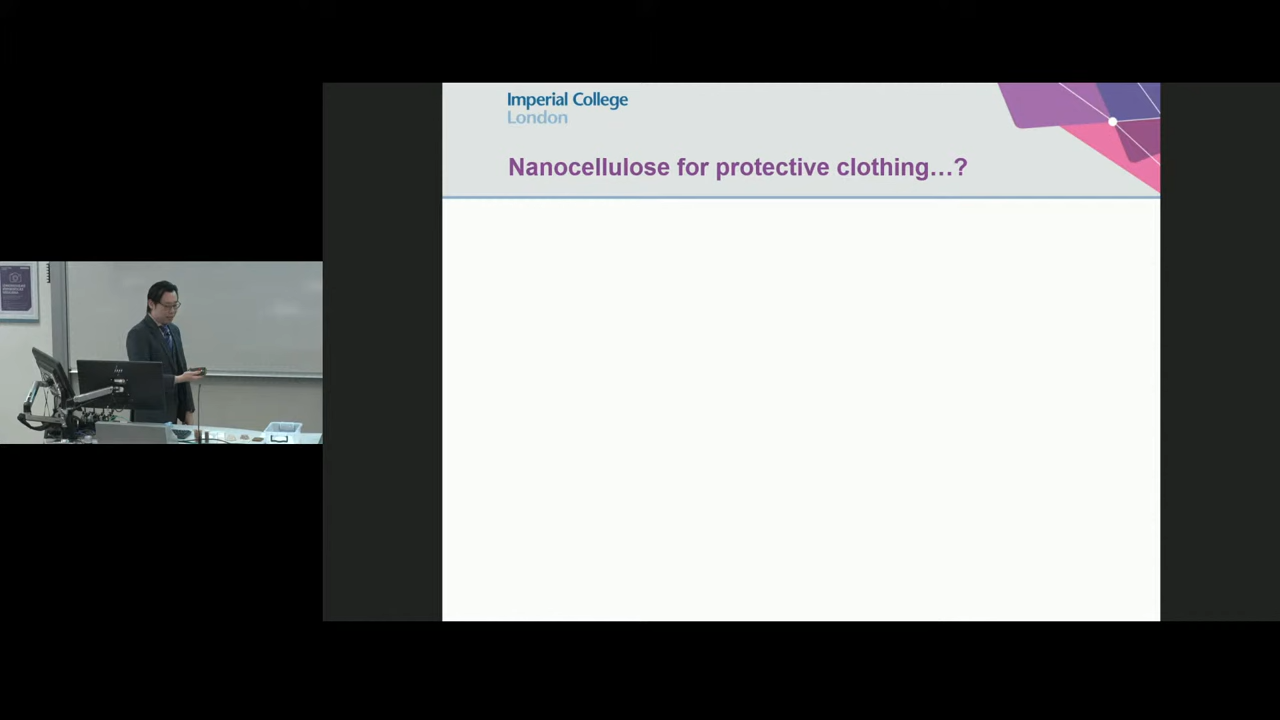 Imperial College
London
Nanocellulose for protective clothing…?